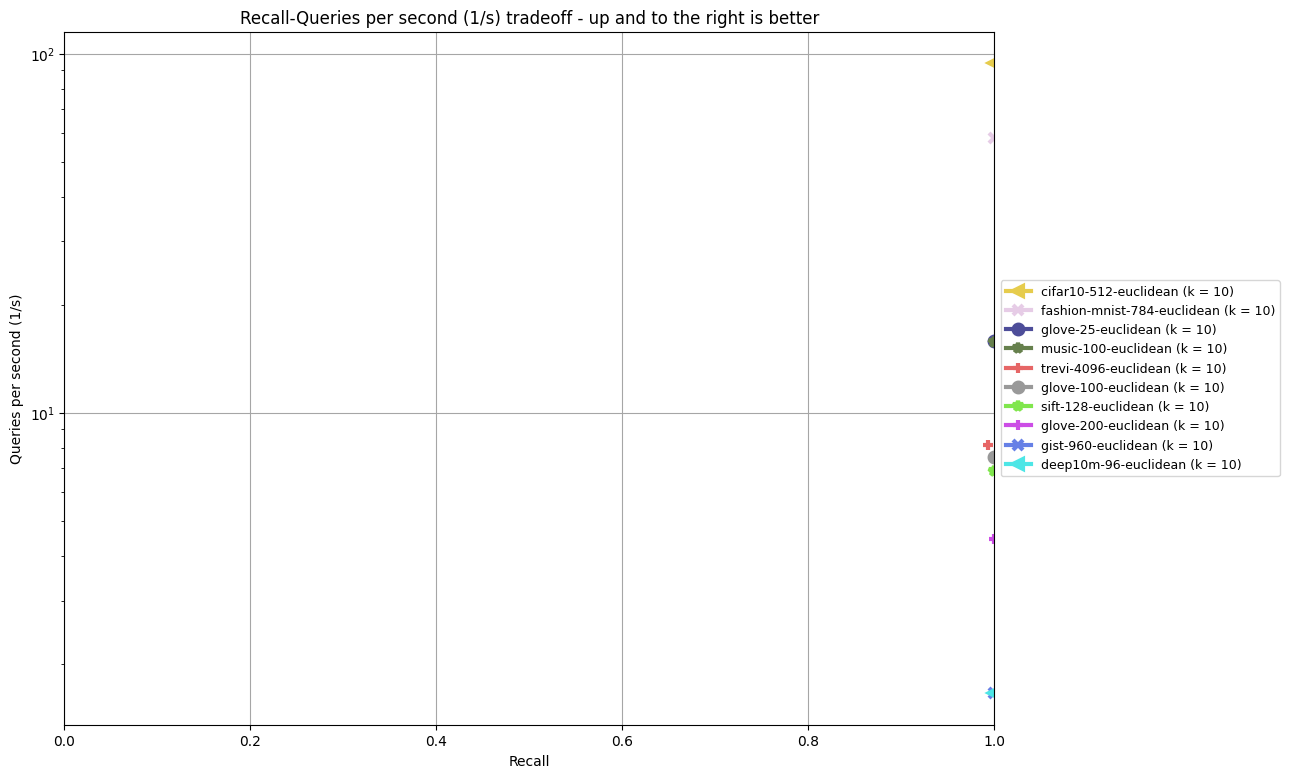 Recall-Queries per second (1/s) tradeoff - up and to the right is better
10²
10¹
Queries per second (1/s)
0.0 0.2 0.4 0.6 0.8 1.0
Recall
cifar10-512-euclidean (k = 10)
fashion-mnist-784-euclidean (k = 10)
glove-25-euclidean (k = 10)
music-100-euclidean (k = 10)
trevi-4096-euclidean (k = 10)
glove-100-euclidean (k = 10)
sift-128-euclidean (k = 10)
glove-200-euclidean (k = 10)
gist-960-euclidean (k = 10)
deep10m-96-euclidean (k = 10)